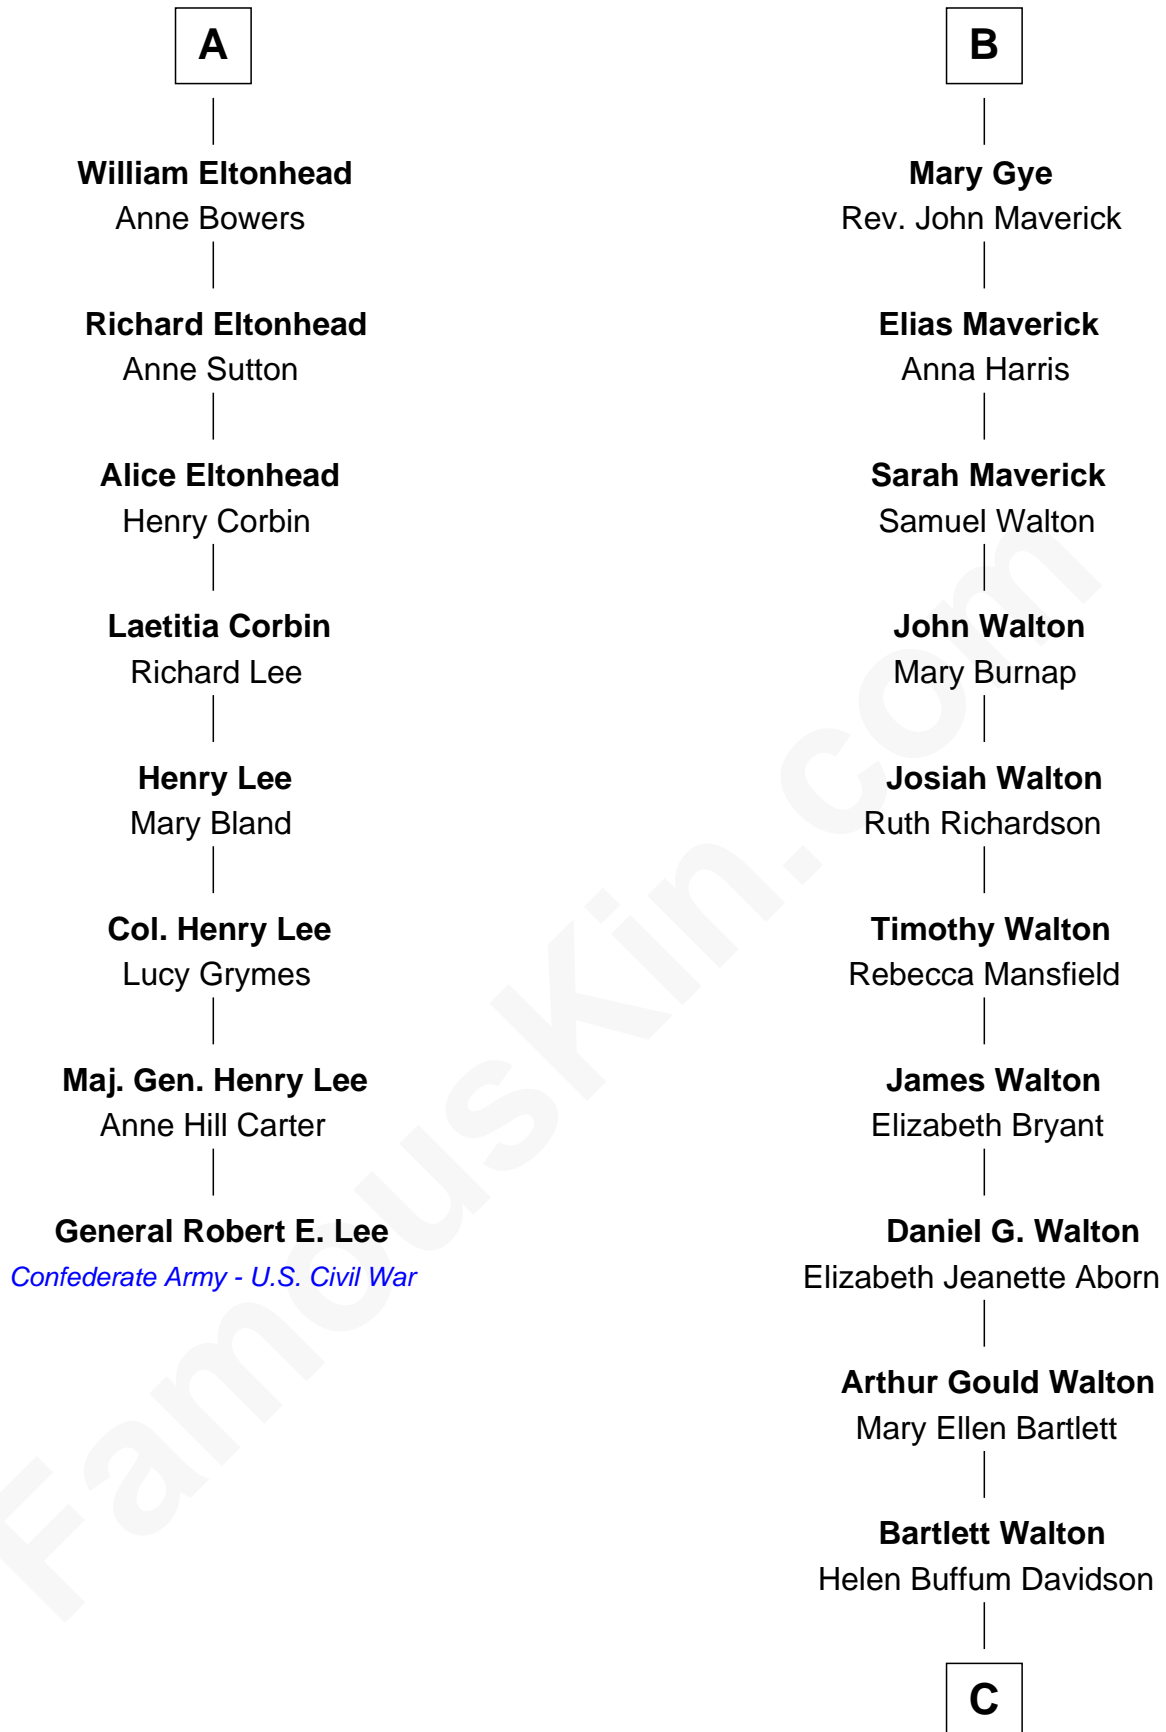 A
William Eltonhead
Anne Bowers
Richard Eltonhead
Anne Sutton
Alice Eltonhead
Henry Corbin
Laetitia Corbin
Richard Lee
Henry Lee
Mary Bland
Col. Henry Lee
Lucy Grymes
Maj. Gen. Henry Lee
Anne Hill Carter
General Robert E. Lee
Confederate Army - U.S. Civil War
B
Mary Gye
Rev. John Maverick
Elias Maverick
Anna Harris
Sarah Maverick
Samuel Walton
John Walton
Mary Burnap
Josiah Walton
Ruth Richardson
Timothy Walton
Rebecca Mansfield
James Walton
Elizabeth Bryant
Daniel G. Walton
Elizabeth Jeanette Aborn
Arthur Gould Walton
Mary Ellen Bartlett
Bartlett Walton
Helen Buffum Davidson
C
FamousKin.com